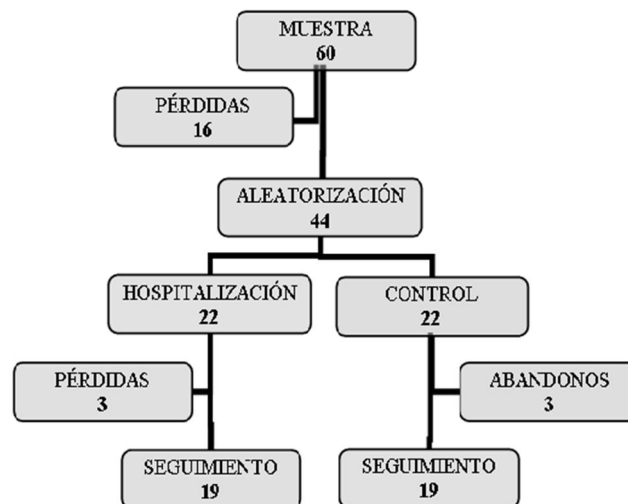 MUESTRA
60
PÉRDIDAS
16
ALEATORIZACIÓN
44
HOSPITALIZACIÓN
22
CONTROL
22
PÉRDIDAS
3
ABANDONOS
3
SEGUIMIENTO
19
SEGUIMIENTO
19